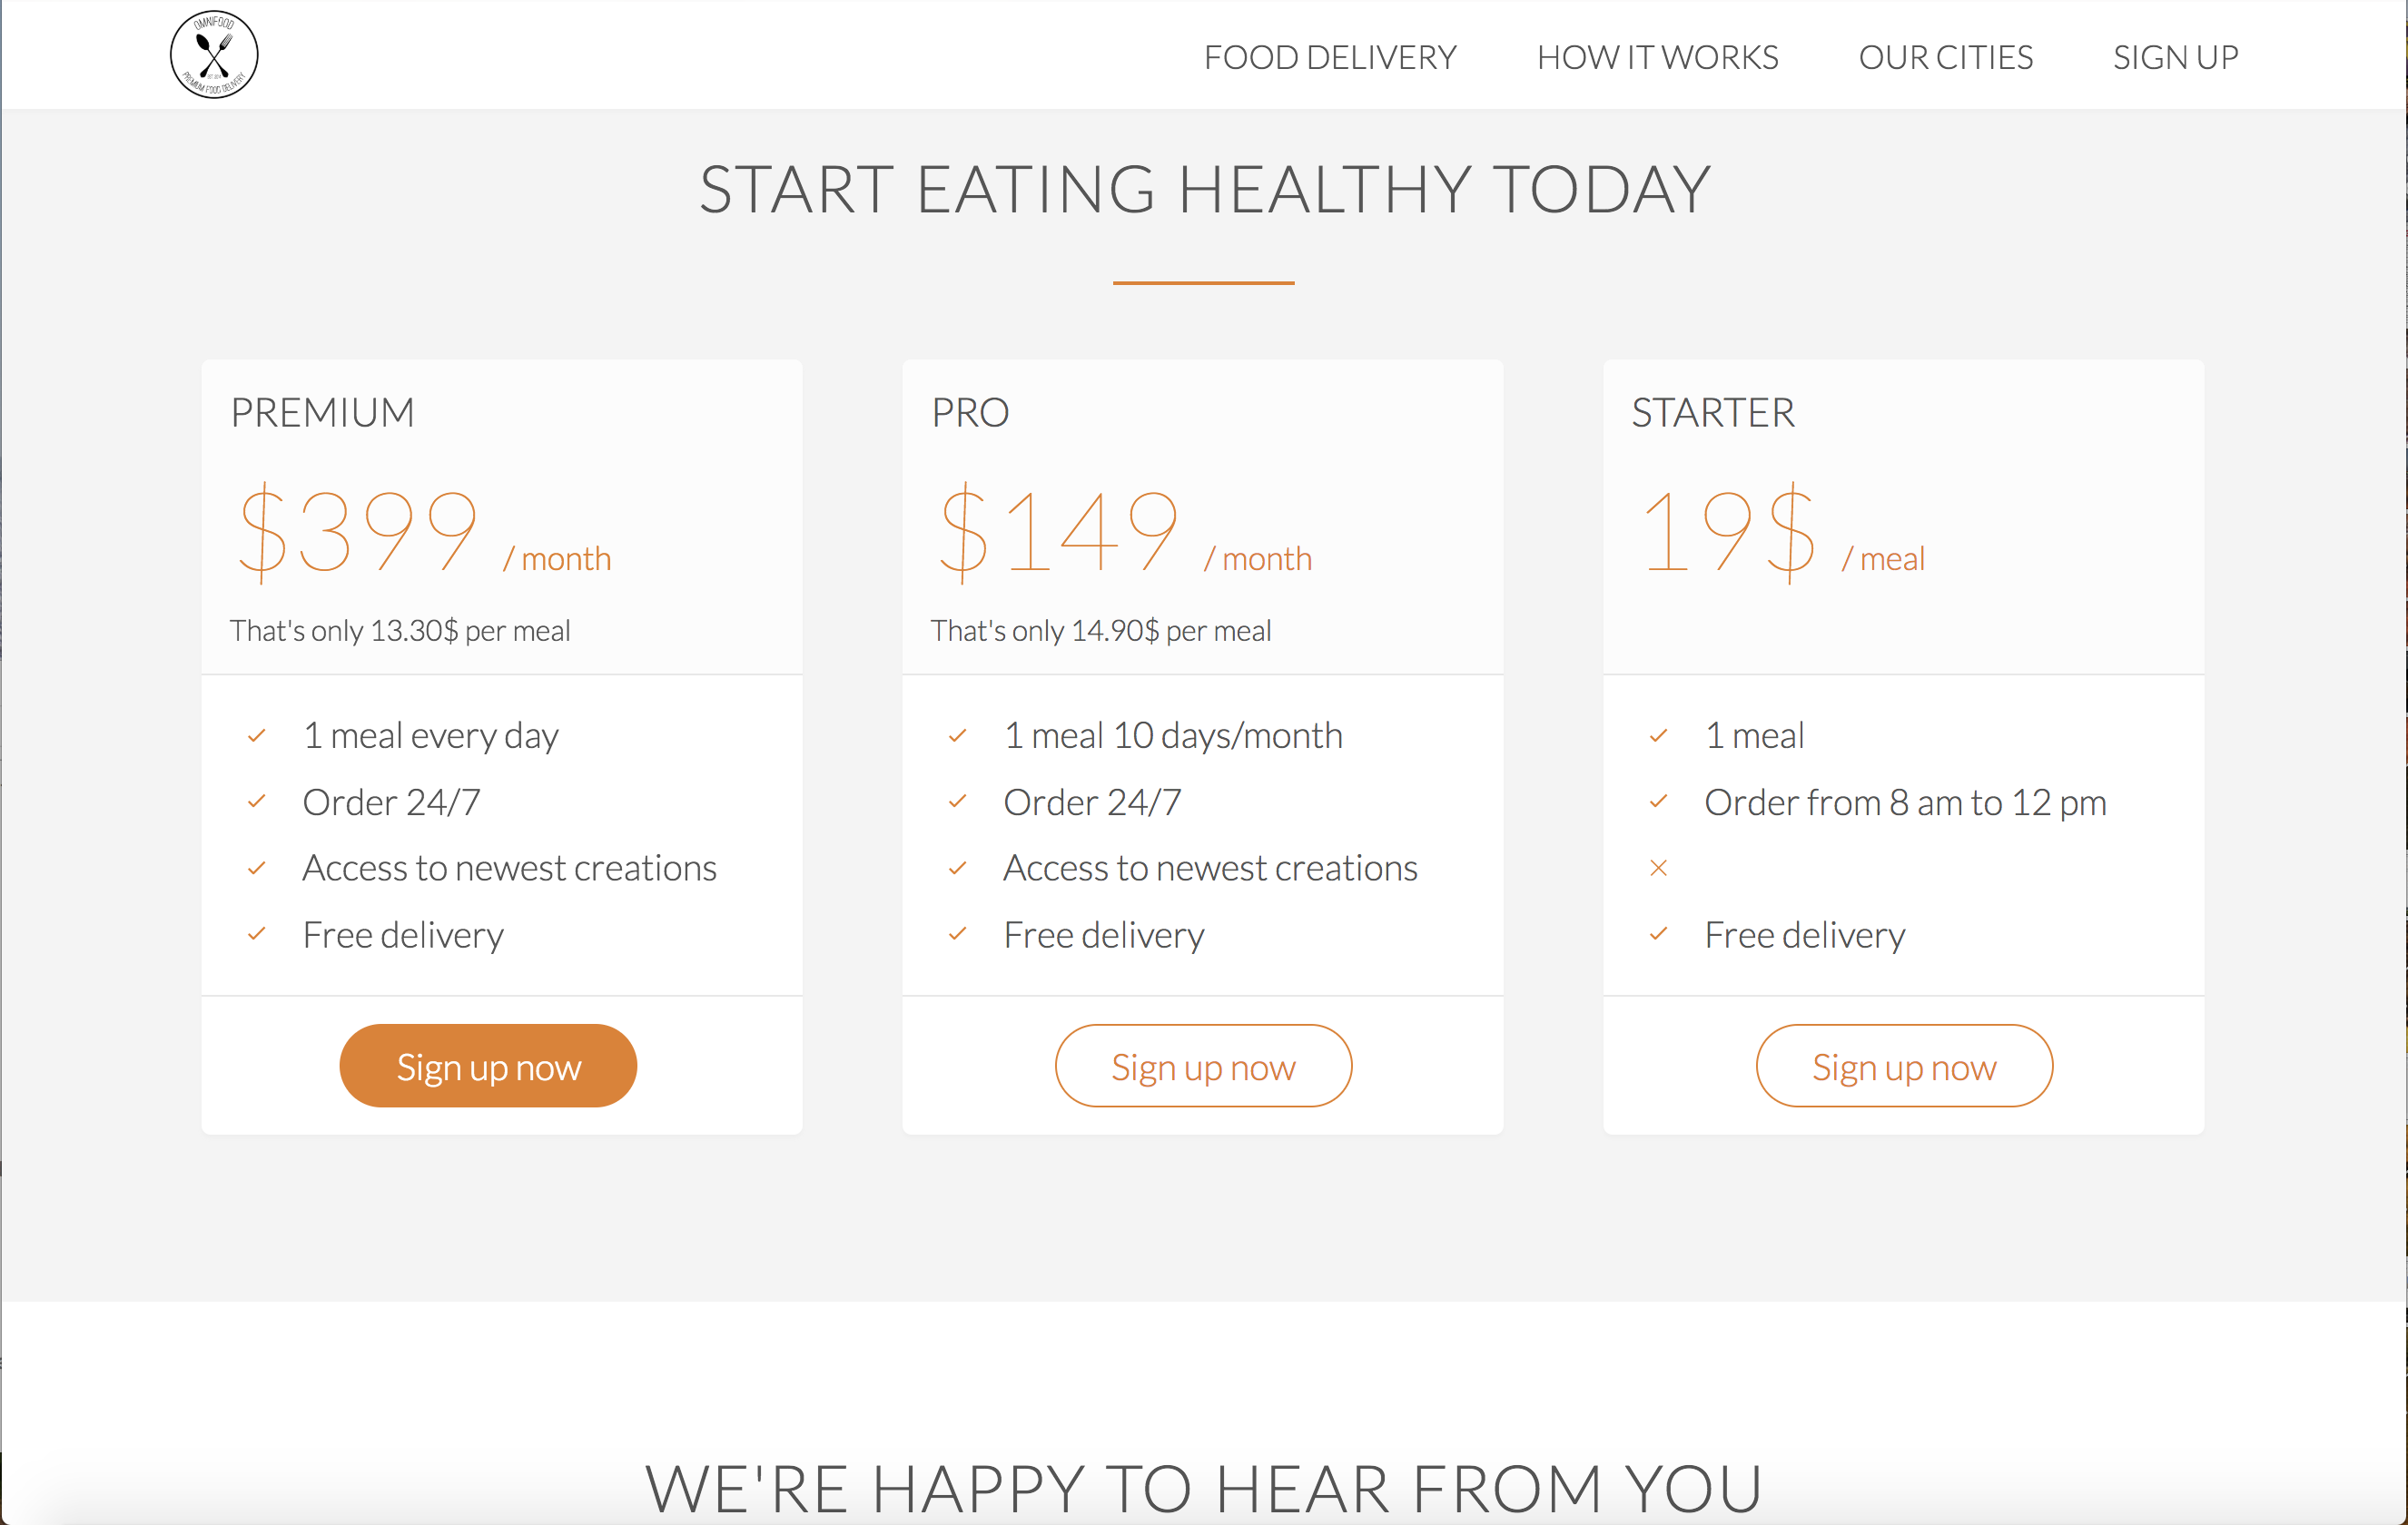 OMNIFOOD
PREMIUM FOOD DELIVERY
FOOD DELIVERY
HOW IT WORKS
OUR CITIES
SIGN UP
START EATING HEALTHY TODAY
PREMIUM
$399 / month
That's only 13.30$ per meal
1 meal every day
Order 24/7
Access to newest creations
Free delivery
Sign up now
PRO
$149 / month
That's only 14.90$ per meal
1 meal 10 days/month
Order 24/7
Access to newest creations
Free delivery
Sign up now
STARTER
19$ / meal
1 meal
Order from 8 am to 12 pm
Free delivery
Sign up now
WE'RE HAPPY TO HEAR FROM YOU